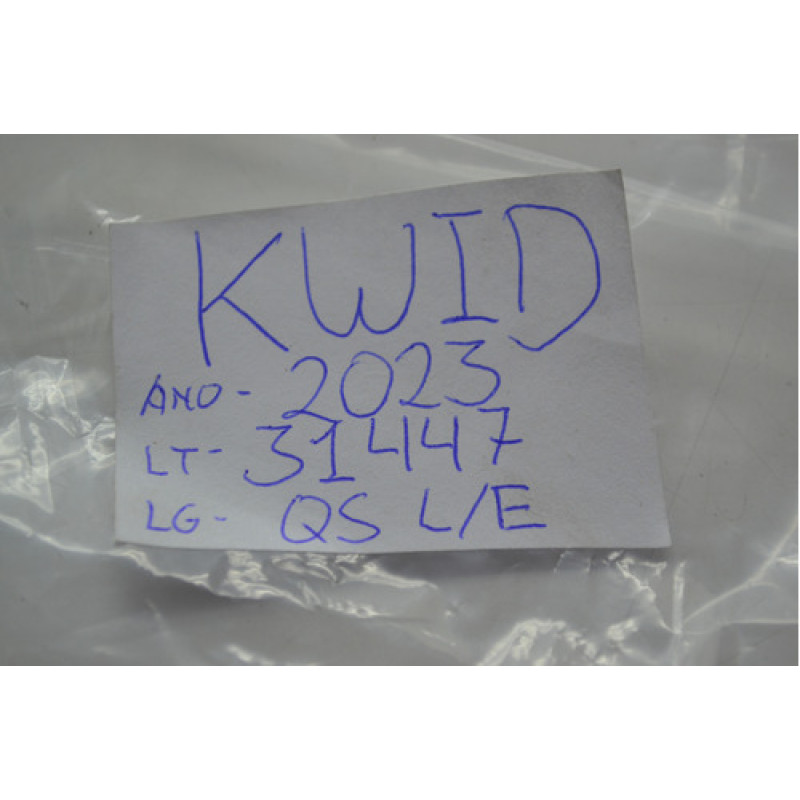 KWID
ANO - 2023
LT - 31447
LG - QS L/E